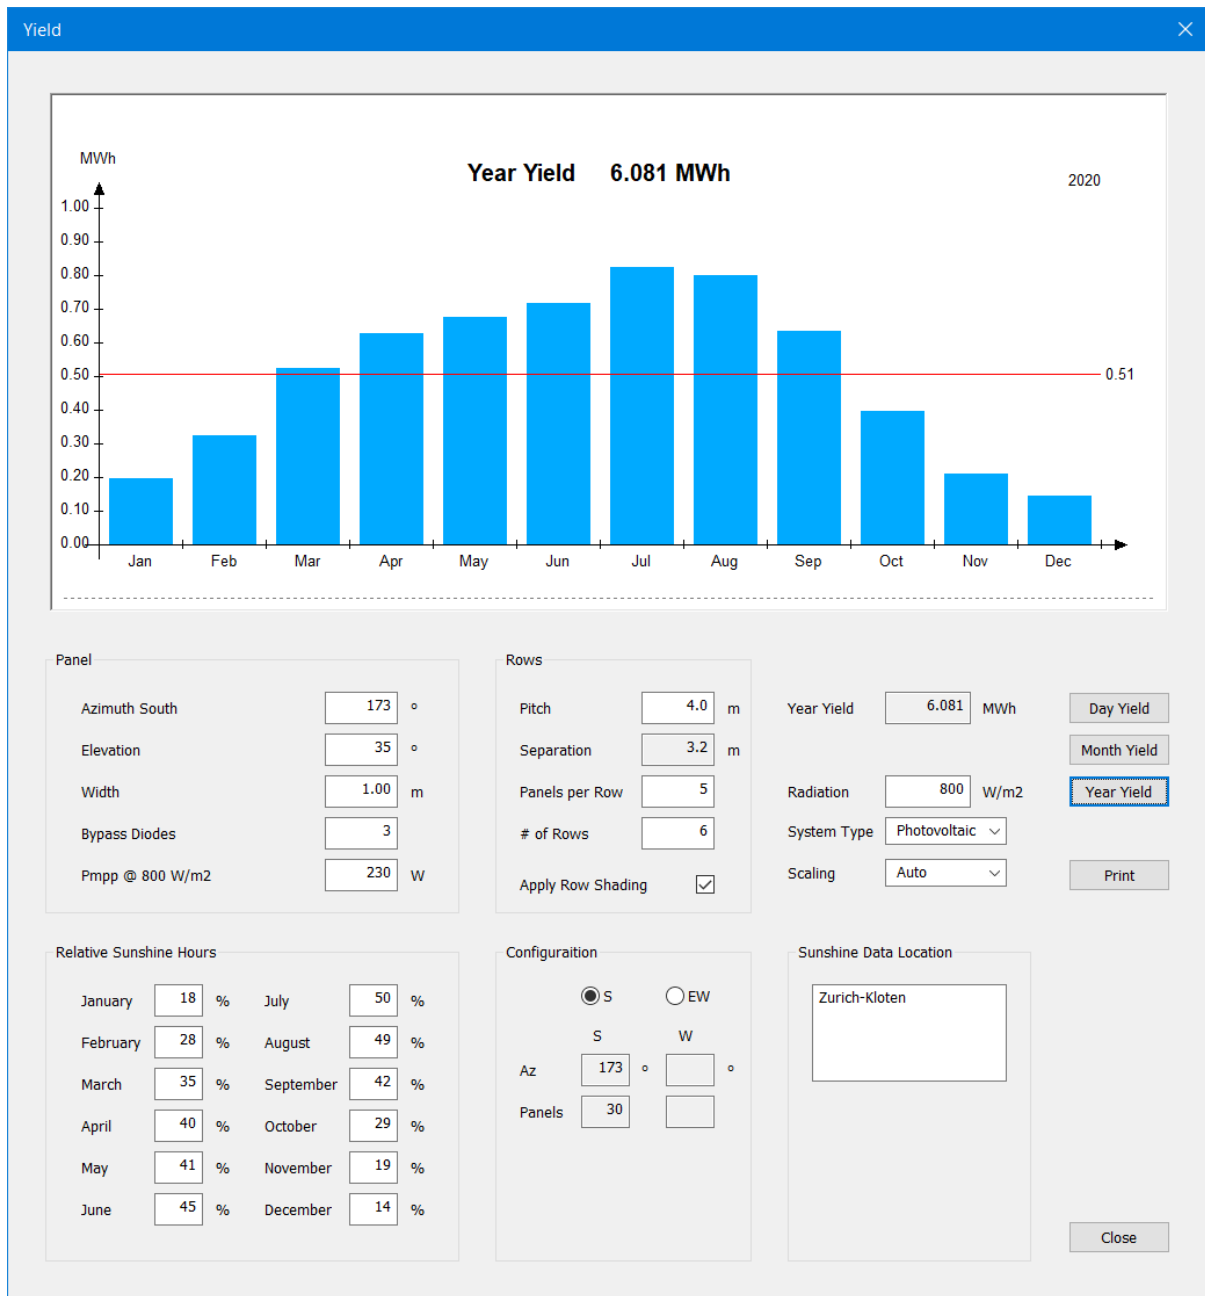 Yield
MWh
Year Yield 6.081 MWh
2020
1.00
0.90
0.80
0.70
0.60
0.50
0.51
0.40
0.30
0.20
0.10
0.00
Jan Feb Mar Apr May Jun Jul Aug Sep Oct Nov Dec
Panel
Azimuth South 173 °
Elevation 35 °
Width 1.00 m
Bypass Diodes 3
Pmpp @ 800 W/m2 230 W
Rows
Pitch 4.0 m
Separation 3.2 m
Panels per Row 5
# of Rows 6
Apply Row Shading
Year Yield 6.081 MWh
Radiation 800 W/m2
System Type Photovoltaic
Scaling Auto
Day Yield
Month Yield
Year Yield
Print
Relative Sunshine Hours
January 18 % July 50 %
February 28 % August 49 %
March 35 % September 42 %
April 40 % October 29 %
May 41 % November 19 %
June 45 % December 14 %
Configuraition
S EW
S W
Az 173 ° °
Panels 30
Sunshine Data Location
Zurich-Kloten
Close